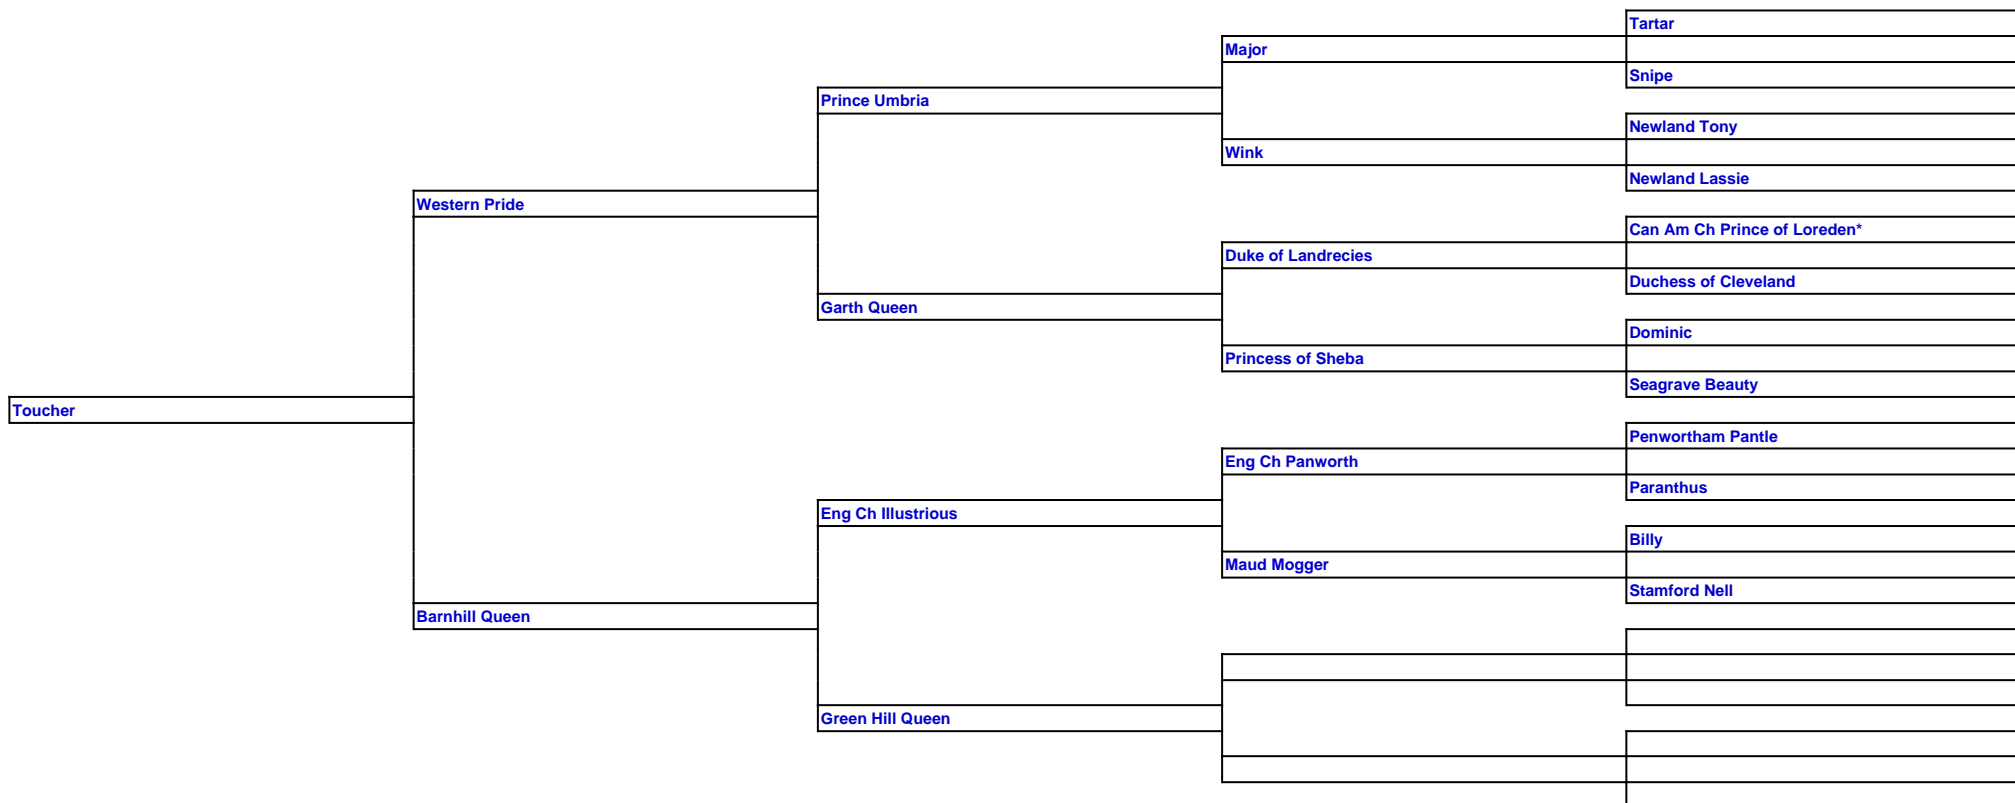 Tartar
Major
Snipe
Prince Umbria
Newland Tony
Wink
Newland Lassie
Western Pride
Can Am Ch Prince of Loreden*
Duke of Landrecies
Duchess of Cleveland
Garth Queen
Dominic
Princess of Sheba
Seagrave Beauty
Toucher
Penwortham Pantle
Eng Ch Panworth
Paranthus
Eng Ch Illustrious
Billy
Maud Mogger
Stamford Nell
Barnhill Queen
Green Hill Queen